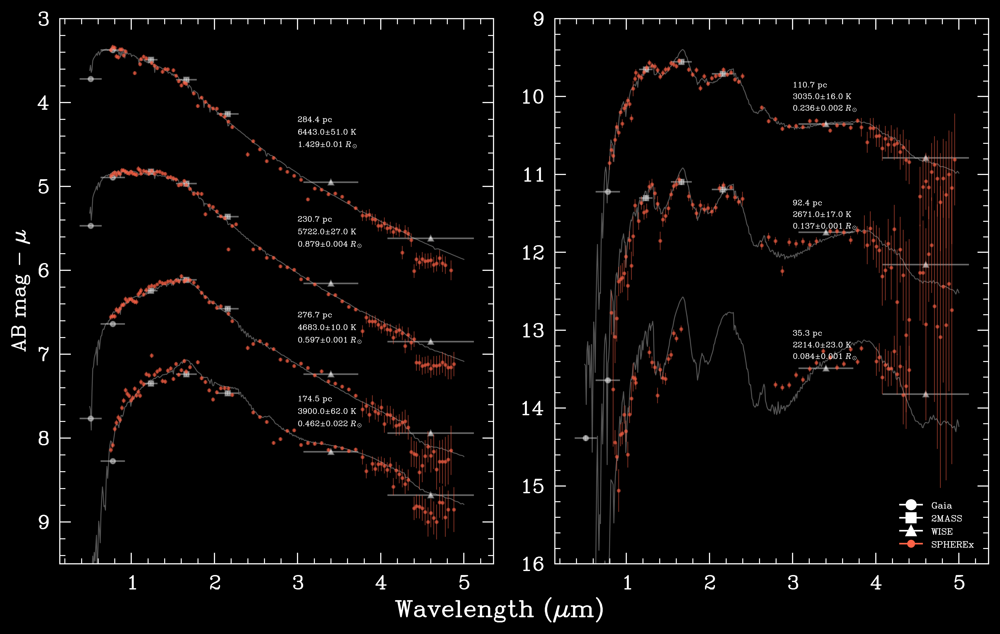 AB mag − μ
3
4
5
6
7
8
9
284.4 pc
6443.0±51.0 K
1.429±0.01 R☉
230.7 pc
5722.0±27.0 K
0.879±0.004 R☉
276.7 pc
4683.0±10.0 K
0.597±0.001 R☉
174.5 pc
3900.0±62.0 K
0.462±0.022 R☉
1 2 3 4 5
9
10
11
12
13
14
15
16
110.7 pc
3035.0±16.0 K
0.236±0.002 R☉
92.4 pc
2671.0±17.0 K
0.137±0.001 R☉
35.3 pc
2214.0±23.0 K
0.084±0.001 R☉
Gaia
2MASS
WISE
SPHEREx
1 2 3 4 5
Wavelength (μm)